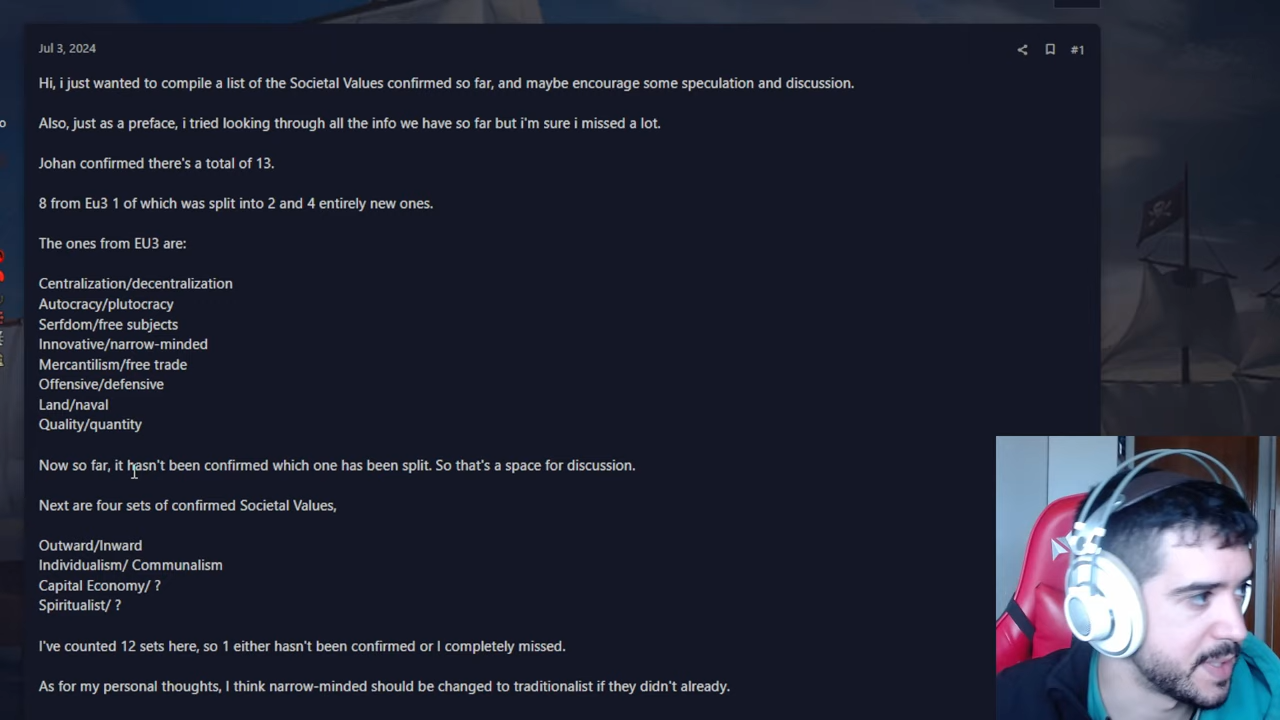 Jul 3, 2024
#1
Hi, i just wanted to compile a list of the Societal Values confirmed so far, and maybe encourage some speculation and discussion.
Also, just as a preface, i tried looking through all the info we have so far but i'm sure i missed a lot.
Johan confirmed there's a total of 13.
8 from Eu3 1 of which was split into 2 and 4 entirely new ones.
The ones from EU3 are:
Centralization/decentralization
Autocracy/plutocracy
Serfdom/free subjects
Innovative/narrow-minded
Mercantilism/free trade
Offensive/defensive
Land/naval
Quality/quantity
Now so far, it hasn't been confirmed which one has been split. So that's a space for discussion.
Next are four sets of confirmed Societal Values,
Outward/Inward
Individualism/ Communalism
Capital Economy/ ?
Spiritualist/ ?
I've counted 12 sets here, so 1 either hasn't been confirmed or I completely missed.
As for my personal thoughts, I think narrow-minded should be changed to traditionalist if they didn't already.